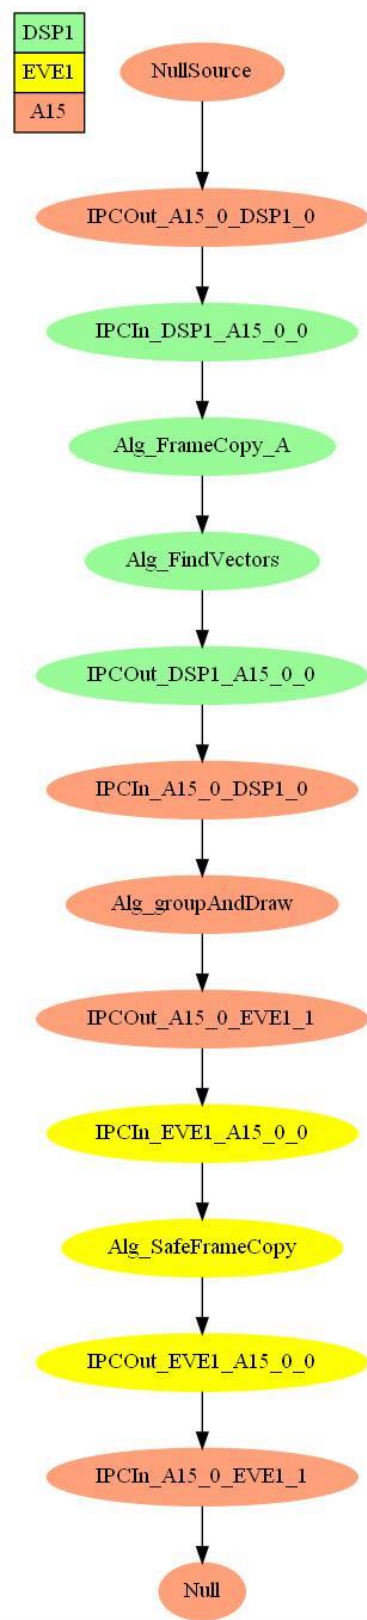 DSP1
EVE1
A15
NullSource
IPCOut_A15_0_DSP1_0
IPCIn_DSP1_A15_0_0
Alg_FrameCopy_A
Alg_FindVectors
IPCOut_DSP1_A15_0_0
IPCIn_A15_0_DSP1_0
Alg_groupAndDraw
IPCOut_A15_0_EVE1_1
IPCIn_EVE1_A15_0_0
Alg_SafeFrameCopy
IPCOut_EVE1_A15_0_0
IPCIn_A15_0_EVE1_1
Null